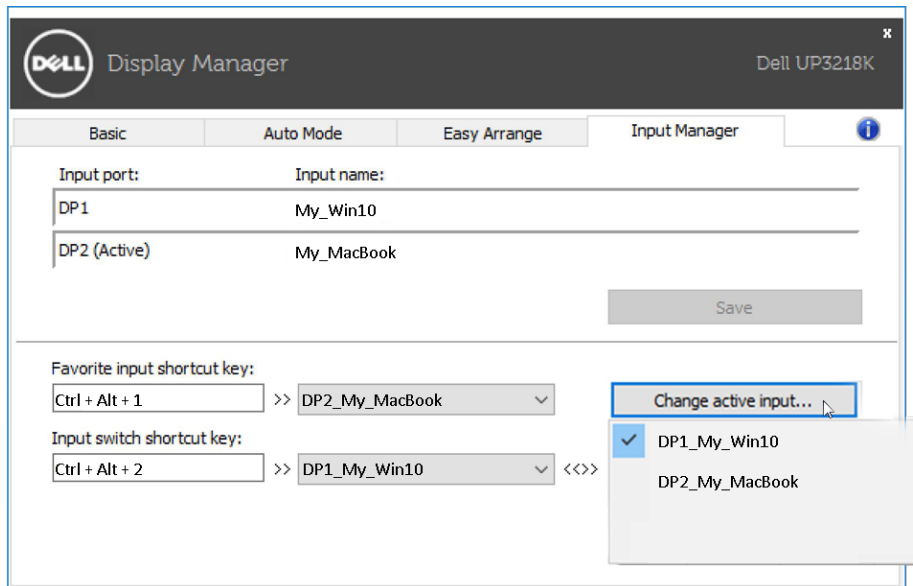 x
DELL Display Manager Dell UP3218K
Basic Auto Mode Easy Arrange Input Manager i
Input port: Input name:
DP1 My_Win10
DP2 (Active) My_MacBook
Save
Favorite input shortcut key:
Ctrl + Alt + 1 >> DP2_My_MacBook Change active input...
Input switch shortcut key:
Ctrl + Alt + 2 >> DP1_My_Win10 <<>>
DP1_My_Win10
DP2_My_MacBook